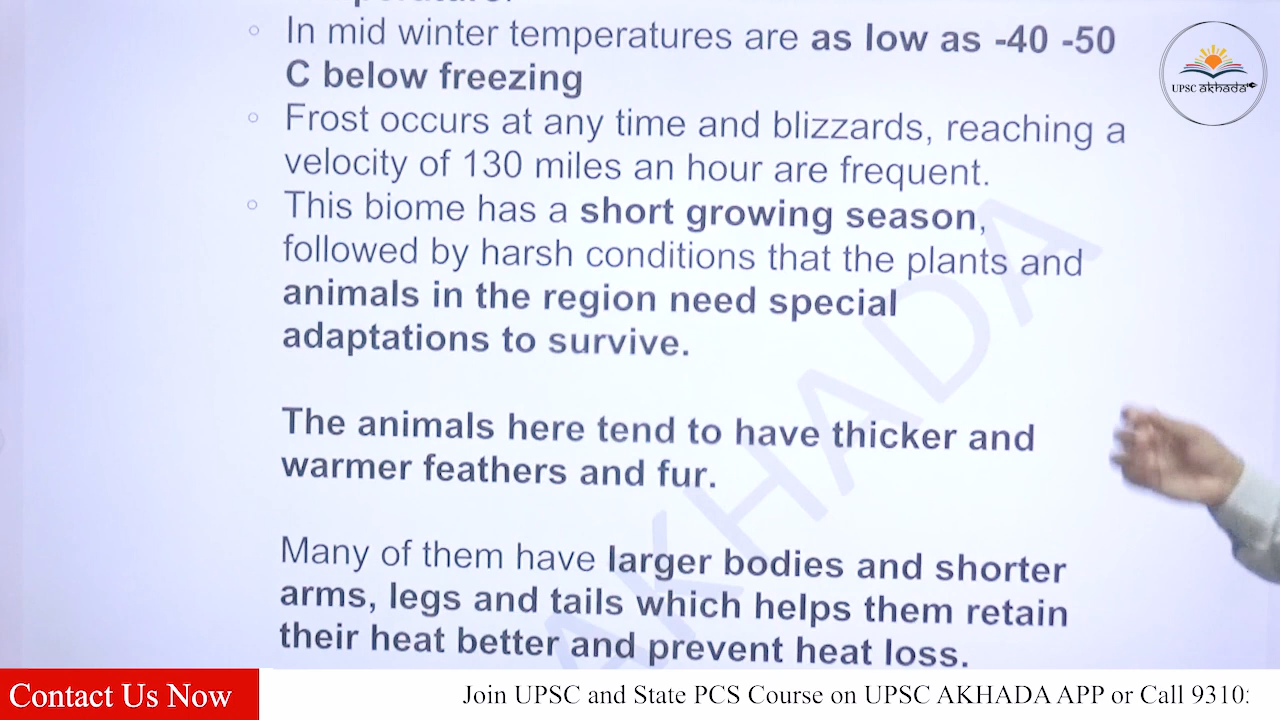 In mid winter temperatures are as low as -40 -50
C below freezing
Frost occurs at any time and blizzards, reaching a
velocity of 130 miles an hour are frequent.
This biome has a short growing season,
followed by harsh conditions that the plants and
animals in the region need special
adaptations to survive.
The animals here tend to have thicker and
warmer feathers and fur.
Many of them have larger bodies and shorter
arms, legs and tails which helps them retain
their heat better and prevent heat loss.
AKHADA
UPSC akhada
Contact Us Now
Join UPSC and State PCS Course on UPSC AKHADA APP or Call 9310: